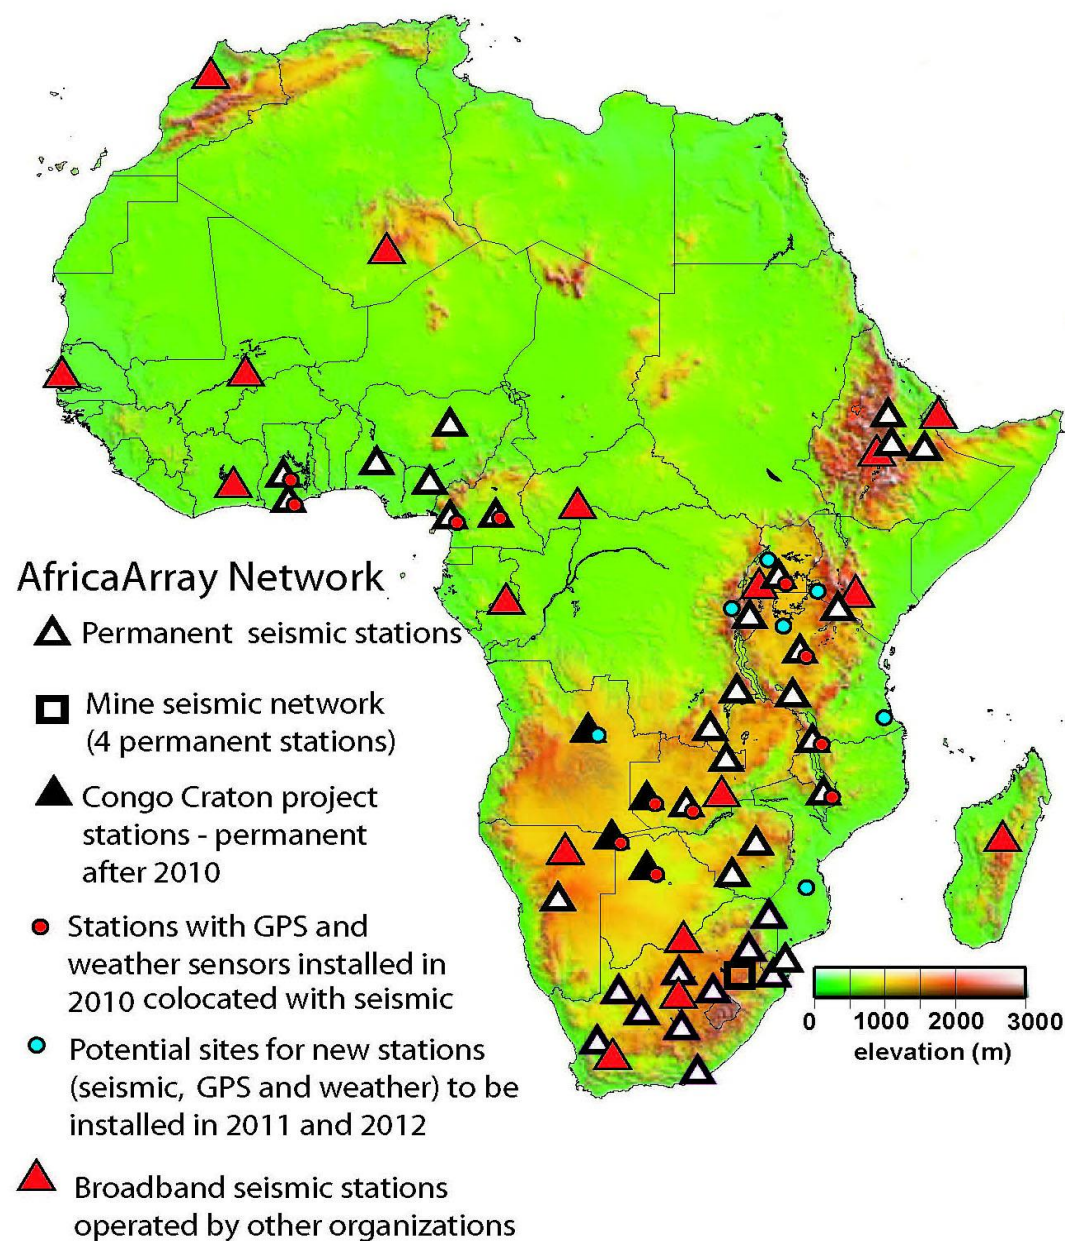 AfricaArray Network
Permanent seismic stations
Mine seismic network
(4 permanent stations)
Congo Craton project
stations - permanent
after 2010
Stations with GPS and
weather sensors installed in
2010 colocated with seismic
Potential sites for new stations
(seismic, GPS and weather) to be
installed in 2011 and 2012
Broadband seismic stations
operated by other organizations
0 1000 2000 3000
elevation (m)